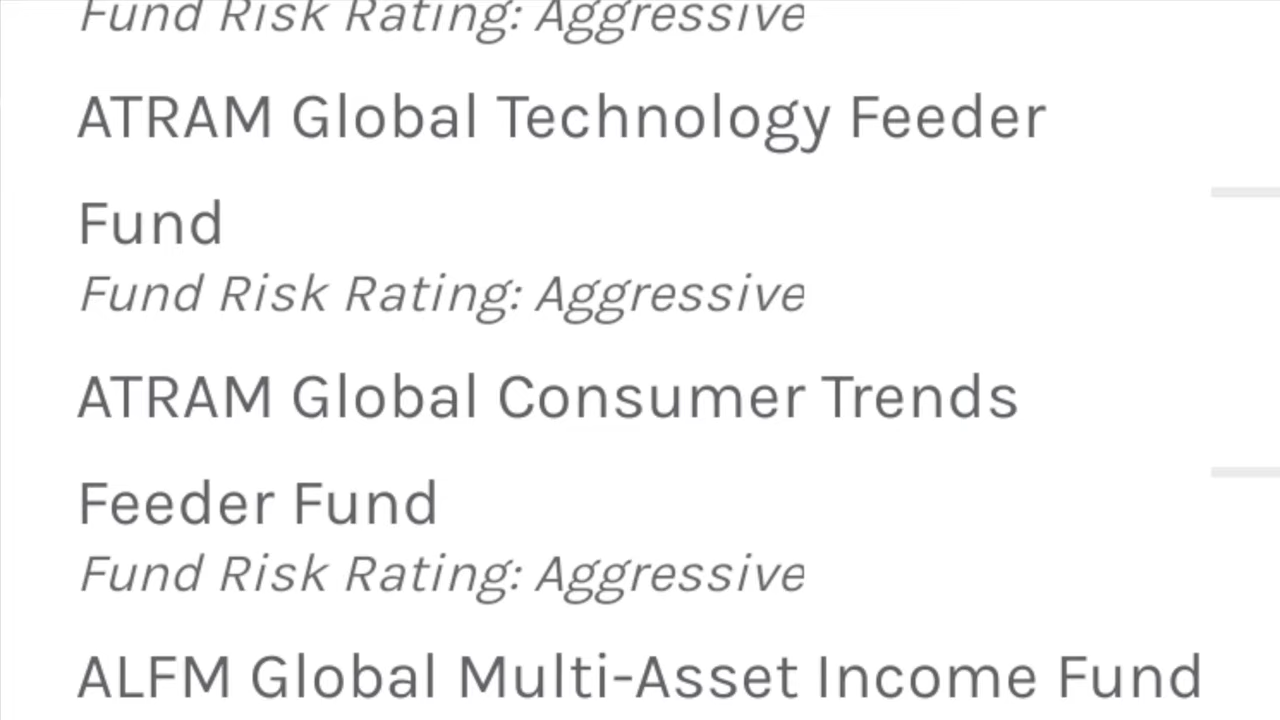 Fund Risk Rating: Aggressive
ATRAM Global Technology Feeder
Fund
Fund Risk Rating: Aggressive
ATRAM Global Consumer Trends
Feeder Fund
Fund Risk Rating: Aggressive
ALFM Global Multi-Asset Income Fund